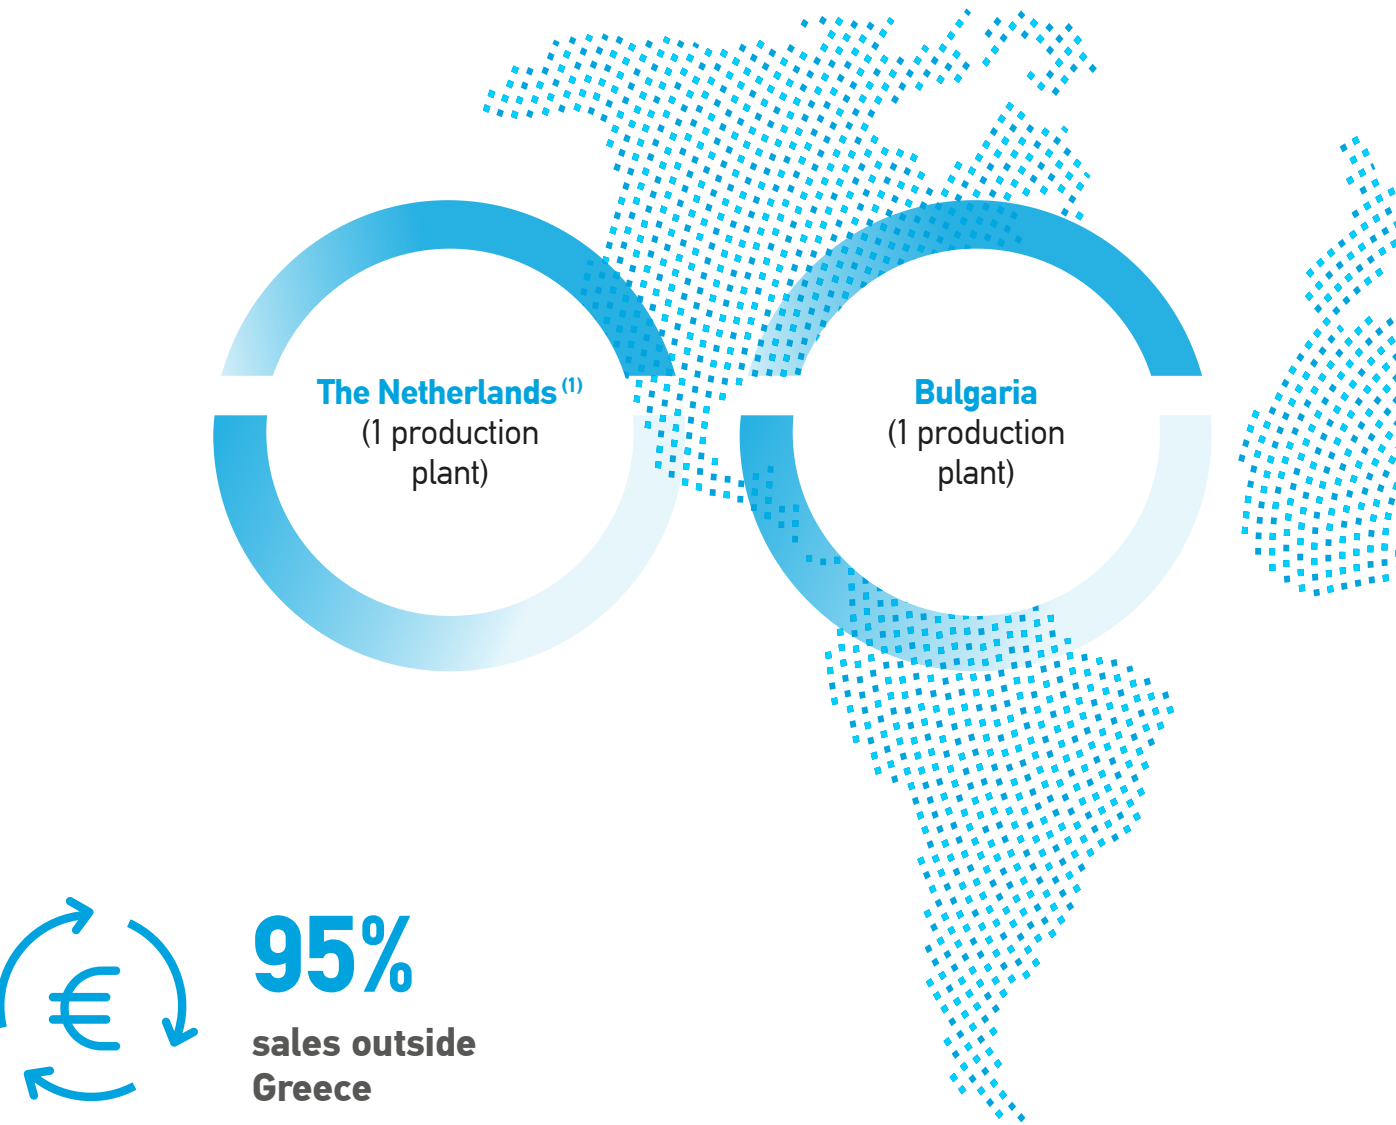 The Netherlands (1)
(1 production
plant)
Bulgaria
(1 production
plant)
€
95%
sales outside
Greece